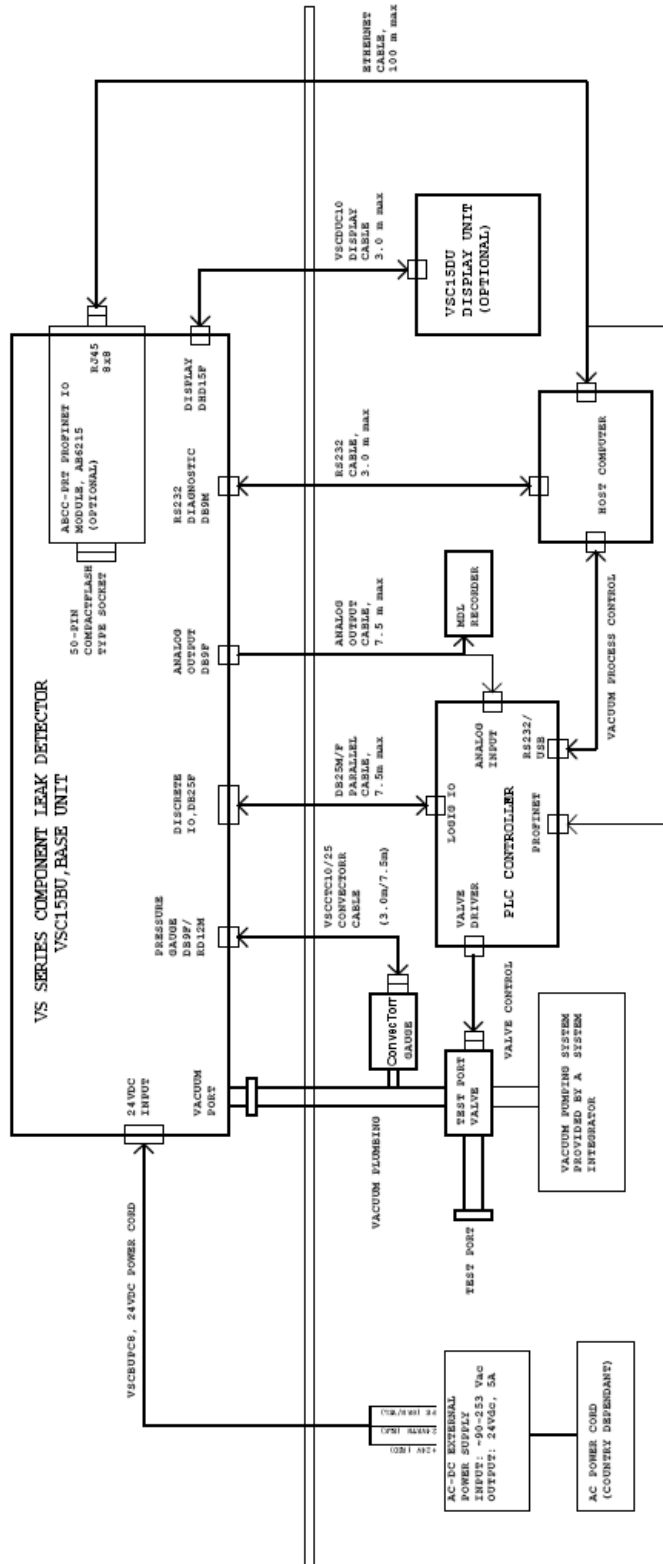 VS SERIES COMPONENT LEAK DETECTOR
VSC15BU,BASE UNIT
50-PIN
COMPACTFLASH
TYPE SOCKET
ABCC-PRT PROFINET IO
MODULE, AB6215
(OPTIONAL)
RJ45
8x8
24VDC
INPUT
VACUUM
PORT
PRESSURE
GAUGE
DB9F/
RD12M
DISCRETE
IO,DB25F
ANALOG
OUTPUT
DB9F
RS232
DIAGNOSTIC
DB9M
DISPLAY
DHD15F
VSCBUPC8, 24VDC POWER CORD
VACUUM PLUMBING
VSCCTC10/25
CONVECTORR
CABLE
(3.0m/7.5m)
DB25M/F
PARALLEL
CABLE,
7.5m max
ANALOG
OUTPUT
CABLE,
7.5 m max
RS232
CABLE,
3.0 m max
VSCDUC10
DISPLAY
CABLE
3.0 m max
ETHERNET
CABLE,
100 m max
ConvecTorr
GAUGE
MDL
RECORDER
VSC15DU
DISPLAY UNIT
(OPTIONAL)
+24V (RED)
24VRTN (BLK)
AC-DC EXTERNAL
POWER SUPPLY
INPUT: ~90-253 Vac
OUTPUT: 24Vdc, 5A
AC POWER CORD
(COUNTRY DEPENDANT)
TEST PORT
TEST PORT
VALVE
VALVE CONTROL
VACUUM PUMPING SYSTEM
PROVIDED BY A SYSTEM
INTEGRATOR
LOGIG IO
VALVE
DRIVER
ANALOG
INPUT
PLC CONTROLLER
PROFINET
RS232/
USB
VACUUM PROCESS CONTROL
HOST COMPUTER